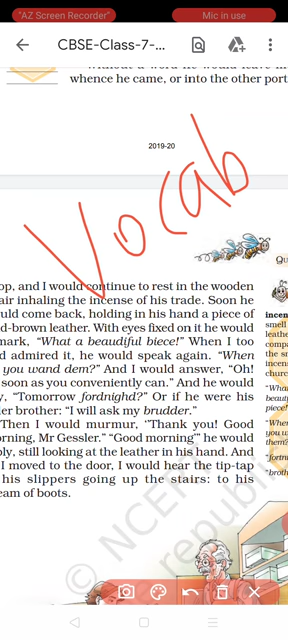 "AZ Screen Recorder"
Mic in use
CBSE-Class-7-...
whence he came, or into the other port
2019-20
Vocab
Qu
op, and I would continue to rest in the wooden
air inhaling the incense of his trade. Soon he
uld come back, holding in his hand a piece of
d-brown leather. With eyes fixed on it he would
mark, "What a beaudiful biece!" When I too
d admired it, he would speak again. "When
you wand dem?" And I would answer, "Oh!
soon as you conveniently can." And he would
y, "Tomorrow fordnighd?" Or if he was his
der brother: "I will ask my brudder."
Then I would murmur, "Thank you! Good
orning, Mr Gessler." "Good morning" he would
ply, still looking at the leather in his hand. And
I moved to the door, I would hear the tip-tap
his slippers going up the stairs: to his
eam of boots.
incen
smell
leathe
compa
the s
incens
churc
"What
beauty
piece!"
"When
you w
them?
"fortn
"broth
© NCERT
republi